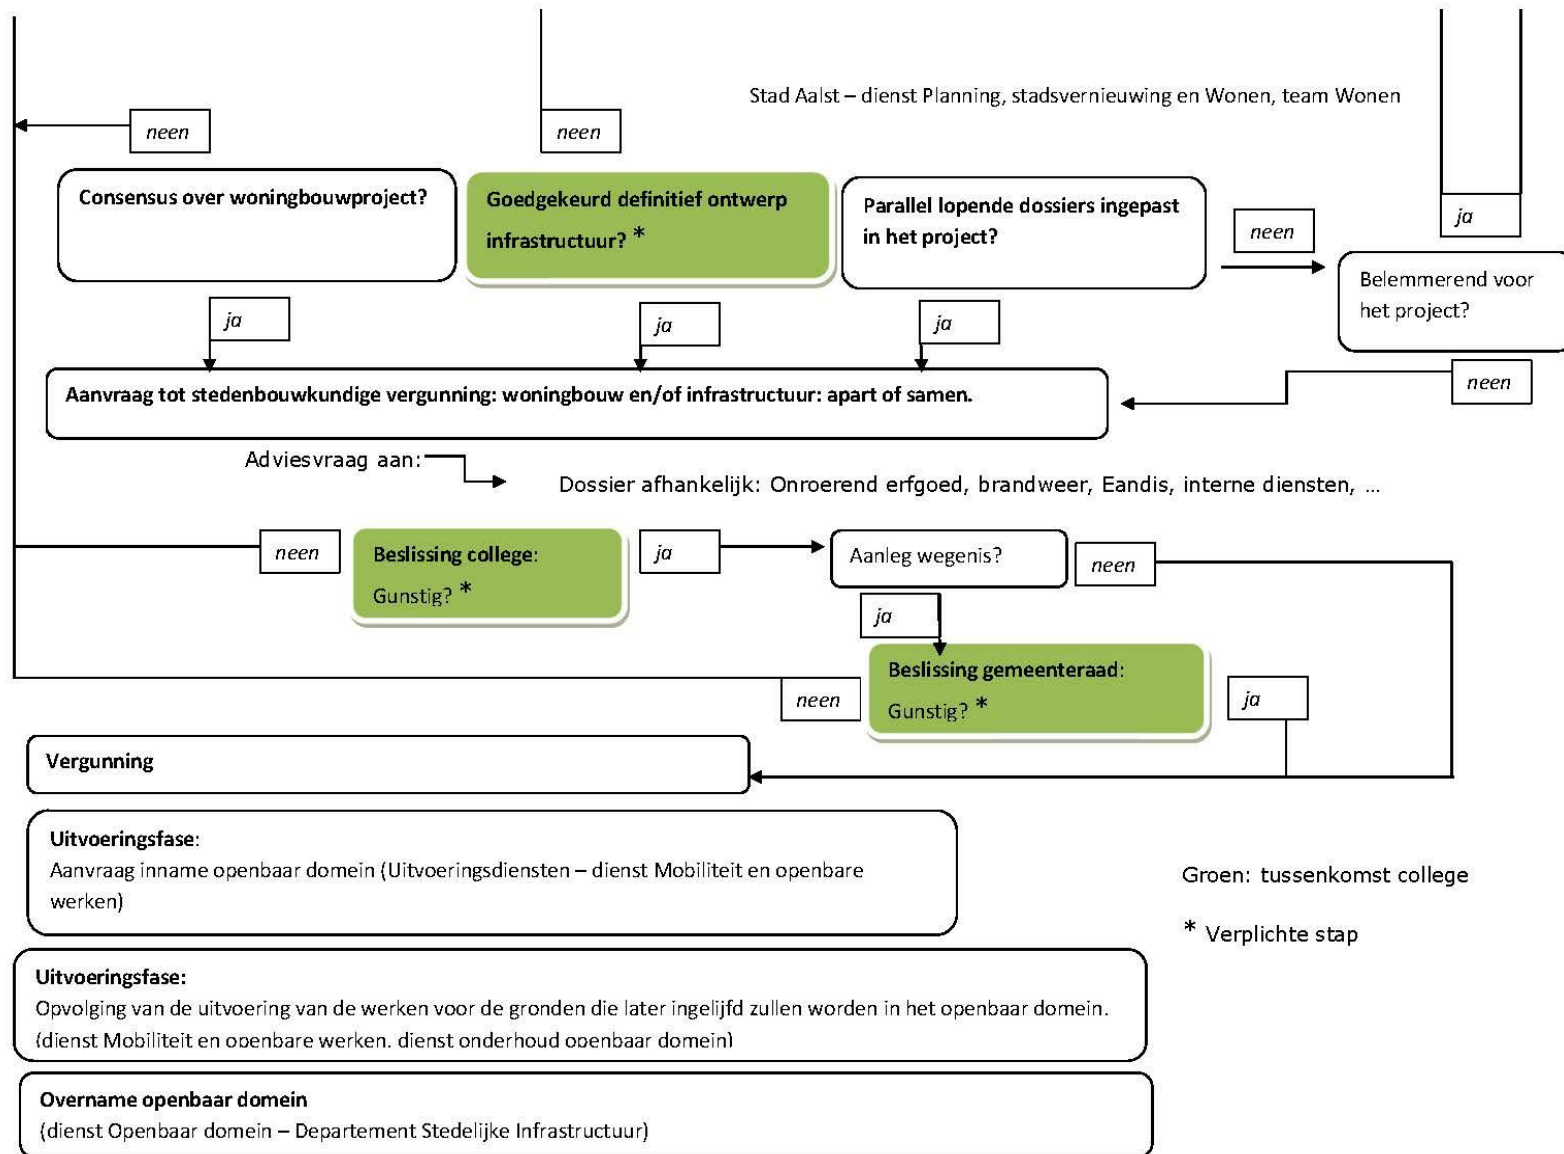 Stad Aalst – dienst Planning, stadsvernieuwing en Wonen, team Wonen
neen
neen
ja
Consensus over woningbouwproject?
Goedgekeurd definitief ontwerp
infrastructuur? *
Parallel lopende dossiers ingepast
in het project?
neen
Belemmerend voor
het project?
ja
ja
ja
neen
Aanvraag tot stedenbouwkundige vergunning: woningbouw en/of infrastructuur: apart of samen.
Adviesvraag aan:
Dossier afhankelijk: Onroerend erfgoed, brandweer, Eandis, interne diensten, ...
neen
Beslissing college:
Gunstig? *
ja
Aanleg wegenis?
neen
ja
neen
Beslissing gemeenteraad:
Gunstig? *
ja
Vergunning
Uitvoeringsfase:
Aanvraag inname openbaar domein (Uitvoeringsdiensten – dienst Mobiliteit en openbare
werken)
Groen: tussenkomst college
* Verplichte stap
Uitvoeringsfase:
Opvolging van de uitvoering van de werken voor de gronden die later ingelijfd zullen worden in het openbaar domein.
(dienst Mobiliteit en openbare werken. dienst onderhoud openbaar domein)
Overname openbaar domein
(dienst Openbaar domein – Departement Stedelijke Infrastructuur)